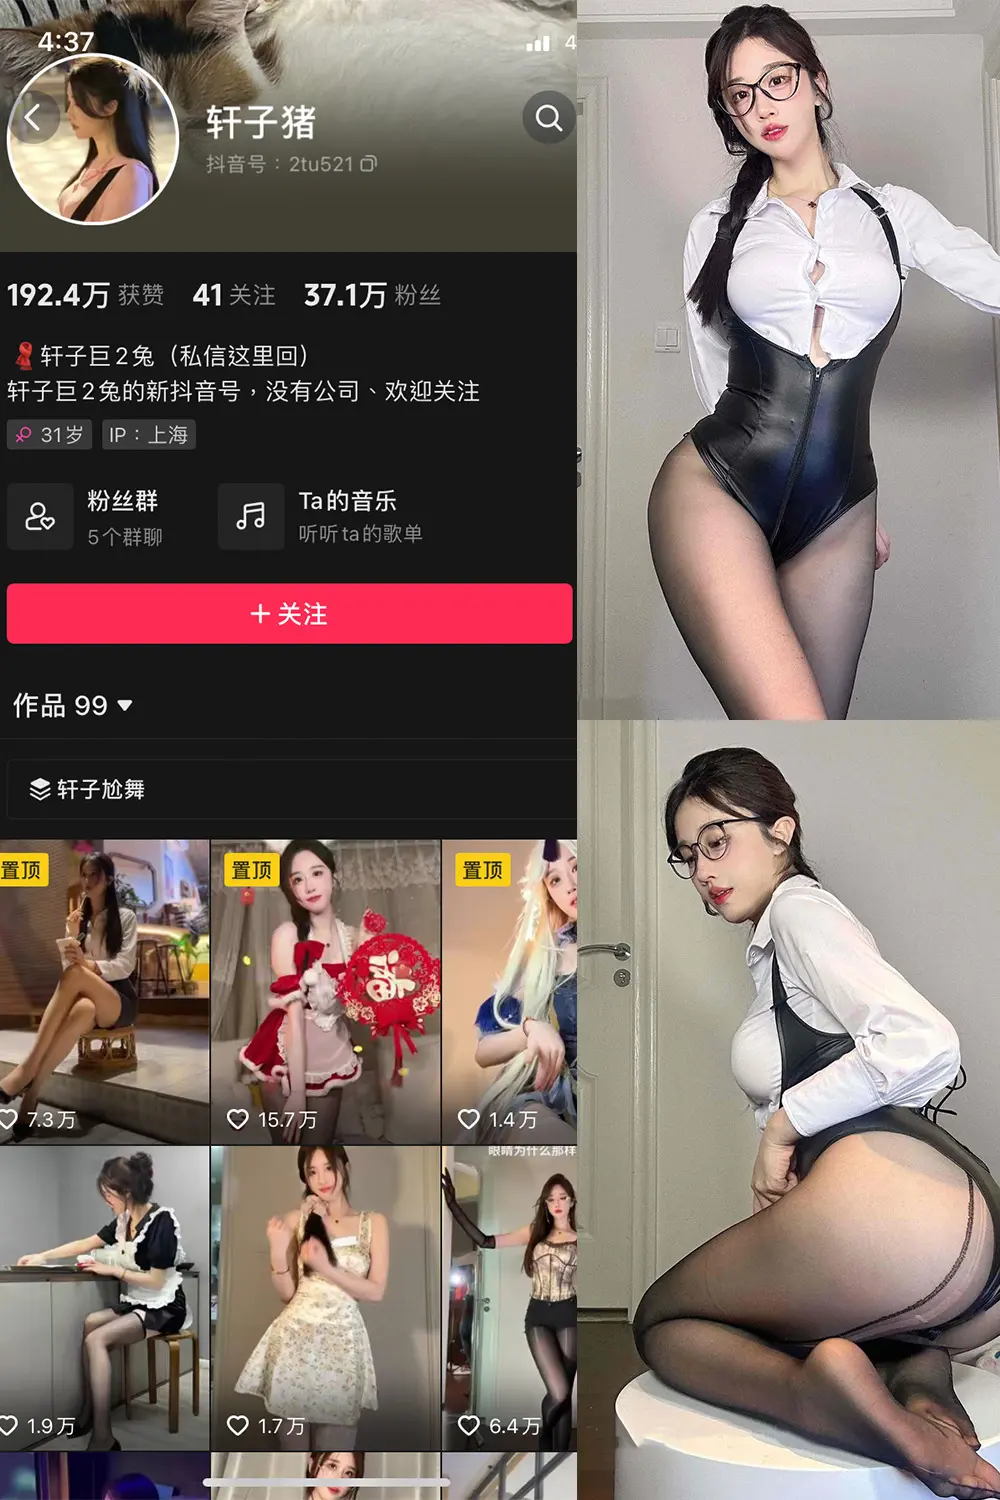 4:37
4
轩子猪
抖音号：2tu521
192.4万 获赞 41 关注 37.1万 粉丝
轩子巨2兔（私信这里回）
轩子巨2兔的新抖音号，没有公司、欢迎关注
31岁 IP：上海
粉丝群
5个群聊
Ta的音乐
听听ta的歌单
+ 关注
作品 99
轩子尬舞
置顶
置顶
置顶
7.3万
15.7万
1.4万
眼睛为什么那样
1.9万
1.7万
6.4万